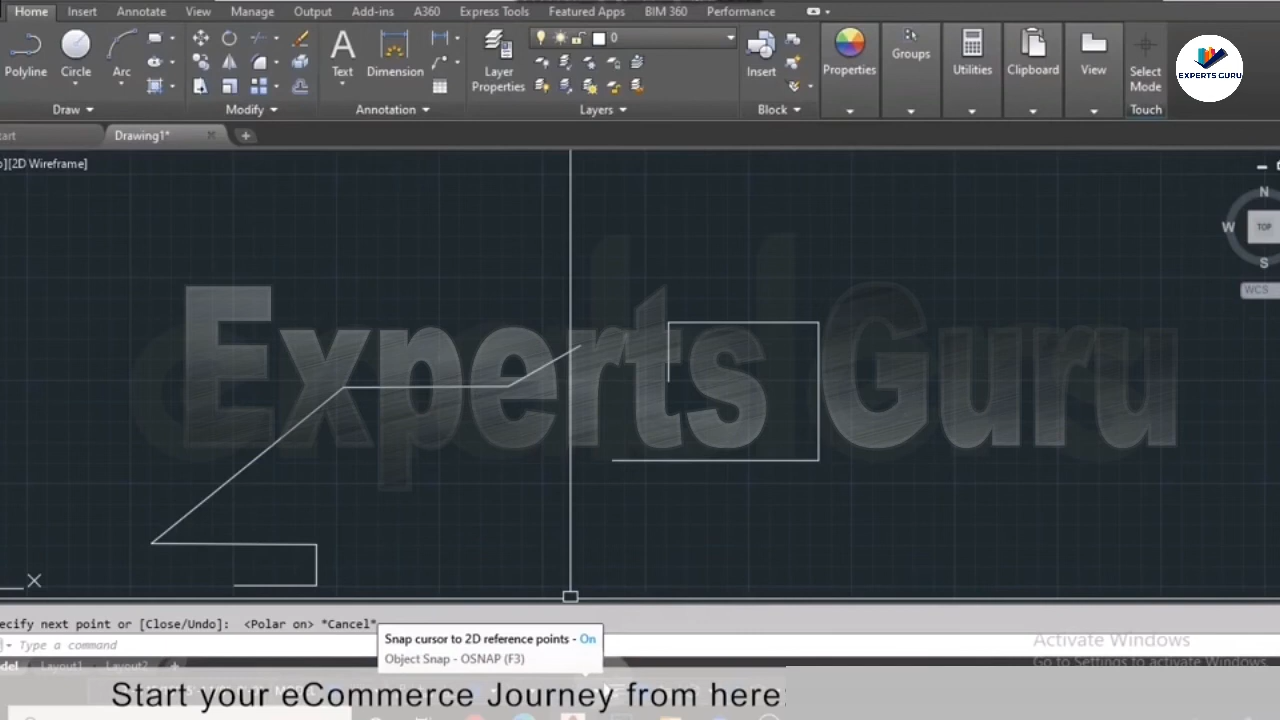 Home Insert Annotate View Manage Output Add-ins A360 Express Tools Featured Apps BIM 360 Performance
Polyline Circle Arc Text Dimension Layer Properties 0 Insert Properties Groups Utilities Clipboard View Select Mode
Draw Modify Annotation Layers Block Touch
EXPERTS GURU
Drawing1*
[2D Wireframe]
N
W TOP
S
WCS
Experts Guru
ecify next point or [Close/Undo]: <Polar on> *Cancel*
Type a command
Snap cursor to 2D reference points - On
Object Snap - OSNAP (F3)
Activate Windows
Go to Settings to activate Windows.
Layout1 Layout2
Start your eCommerce Journey from here: